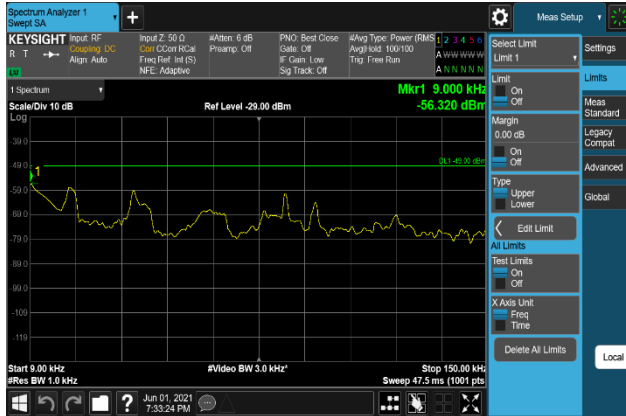 Spectrum Analyzer 1
Swept SA
Meas Setup
KEYSIGHT
R T
LXI
Input: RF
Coupling: DC
Align: Auto
Input Z: 50 Ω
Corr CCorr RCal
Freq Ref: Int (S)
NFE: Adaptive
#Atten: 6 dB
Preamp: Off
PNO: Best Close
Gate: Off
IF Gain: Low
Sig Track: Off
#Avg Type: Power (RMS
Avg|Hold: 100/100
Trig: Free Run
1 2 3 4 5 6
A W W W W W
A N N N N N
1 Spectrum
Scale/Div 10 dB
Ref Level -29.00 dBm
Mkr1 9.000 kHz
-56.320 dBm
Log
-39.0
-49.0
-59.0
-69.0
-79.0
-89.0
-99.0
-109
-119
1
DL1 -49.00 dBm
Start 9.00 kHz
#Res BW 1.0 kHz
#Video BW 3.0 kHz*
Stop 150.00 kHz
Sweep 47.5 ms (1001 pts
Jun 01, 2021
7:33:24 PM
Select Limit
Limit 1
Limit
On
Off
Margin
0.00 dB
On
Off
Type
Upper
Lower
Edit Limit
All Limits
Test Limits
On
Off
X Axis Unit
Freq
Time
Delete All Limits
Settings
Limits
Meas
Standard
Legacy
Compat
Advanced
Global
Local